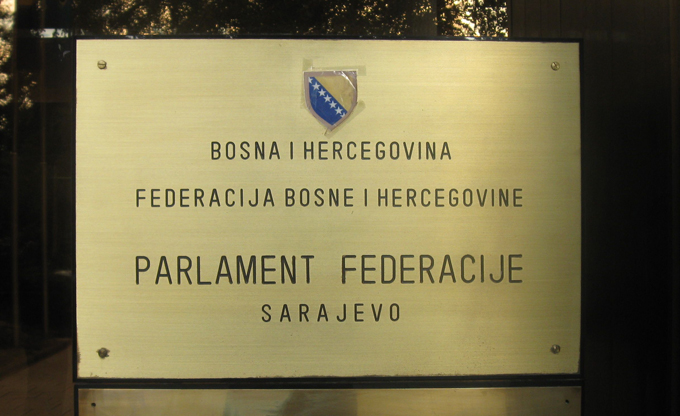 BOSNA I HERCEGOVINA
FEDERACIJA BOSNE I HERCEGOVINE
PARLAMENT FEDERACIJE
SARAJEVO